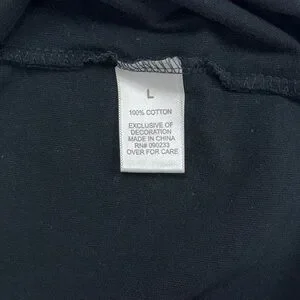 L
100% COTTON
EXCLUSIVE OF
DECORATION
MADE IN CHINA
RN# 090233
OVER FOR CARE